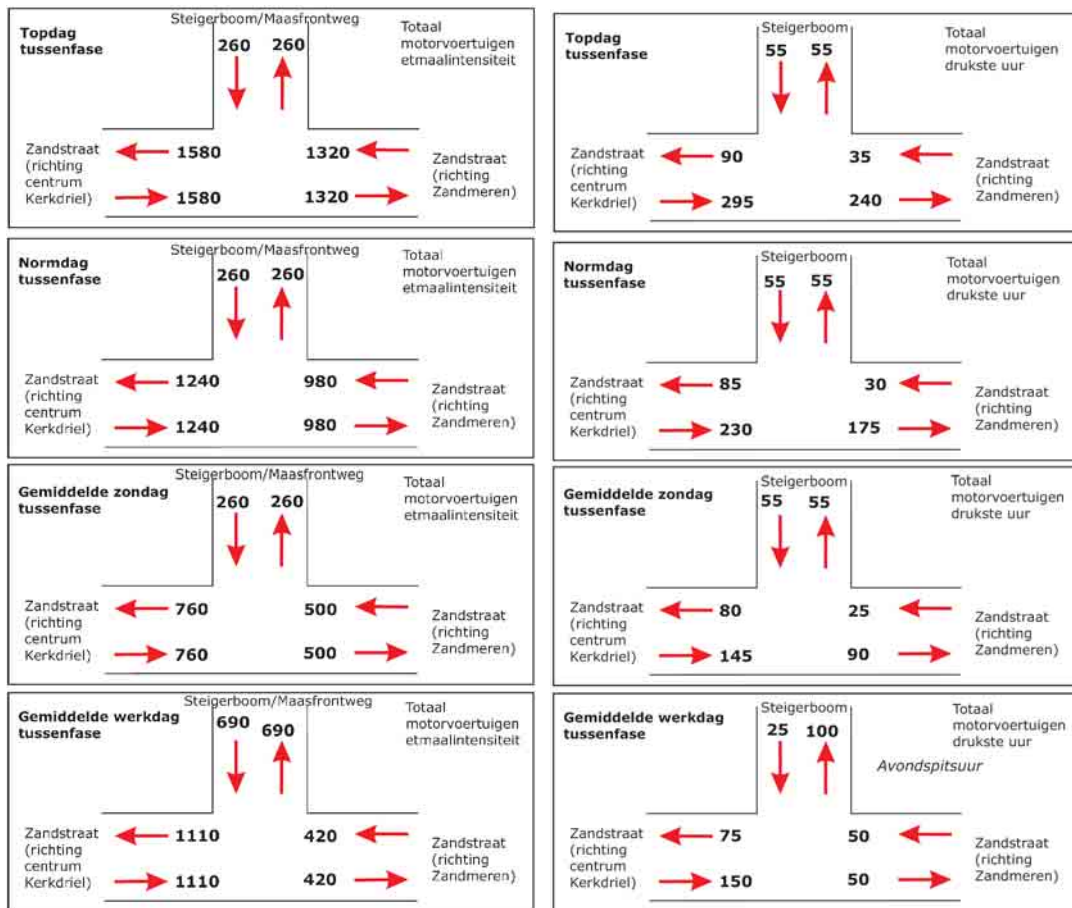 Steigerboom/Maasfrontweg
Topdag
tussenfase
260 260
Totaal
motorvoertuigen
etmaalintensiteit
Zandstraat
(richting
centrum
Kerkdriel)
1580 1320
1580 1320
Zandstraat
(richting
Zandmeren)
Steigerboom
Topdag
tussenfase
55 55
Totaal
motorvoertuigen
drukste uur
Zandstraat
(richting
centrum
Kerkdriel)
90 35
295 240
Zandstraat
(richting
Zandmeren)
Steigerboom/Maasfrontweg
Normdag
tussenfase
260 260
Totaal
motorvoertuigen
etmaalintensiteit
Zandstraat
(richting
centrum
Kerkdriel)
1240 980
1240 980
Zandstraat
(richting
Zandmeren)
Steigerboom
Normdag
tussenfase
55 55
Totaal
motorvoertuigen
drukste uur
Zandstraat
(richting
centrum
Kerkdriel)
85 30
230 175
Zandstraat
(richting
Zandmeren)
Steigerboom/Maasfrontweg
Gemiddelde zondag
tussenfase
260 260
Totaal
motorvoertuigen
etmaalintensiteit
Zandstraat
(richting
centrum
Kerkdriel)
760 500
760 500
Zandstraat
(richting
Zandmeren)
Steigerboom
Gemiddelde zondag
tussenfase
55 55
Totaal
motorvoertuigen
drukste uur
Zandstraat
(richting
centrum
Kerkdriel)
80 25
145 90
Zandstraat
(richting
Zandmeren)
Steigerboom/Maasfrontweg
Gemiddelde werkdag
tussenfase
690 690
Totaal
motorvoertuigen
etmaalintensiteit
Zandstraat
(richting
centrum
Kerkdriel)
1110 420
1110 420
Zandstraat
(richting
Zandmeren)
Steigerboom
Gemiddelde werkdag
tussenfase
25 100
Totaal
motorvoertuigen
drukste uur
Avondspitsuur
Zandstraat
(richting
centrum
Kerkdriel)
75 50
150 50
Zandstraat
(richting
Zandmeren)